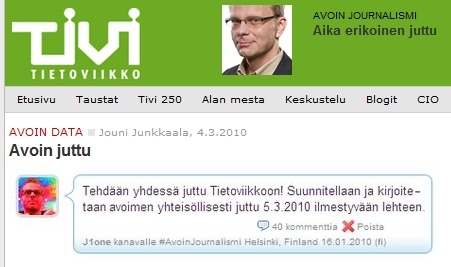 TiVi
TIETOVIIKKO
AVOIN JOURNALISMI
Aika erikoinen juttu
Etusivu Taustat Tivi 250 Alan mesta Keskustelu Blogit CIO
AVOIN DATA Jouni Junkkaala, 4.3.2010
Avoin juttu
Tehdään yhdessä juttu Tietoviikkoon! Suunnitellaan ja kirjoite-
taan avoimen yhteisöllisesti juttu 5.3.2010 ilmestyvään lehteen.
40 kommenttia Poista
J1one kanavalle #AvoinJournalismi Helsinki, Finland 16.01.2010 (fi)